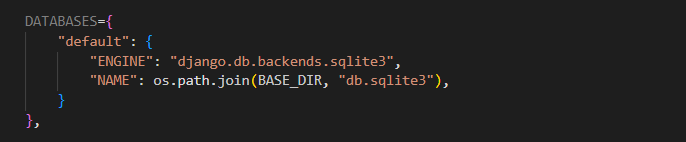 DATABASES={
    "default": {
        "ENGINE": "django.db.backends.sqlite3",
        "NAME": os.path.join(BASE_DIR, "db.sqlite3"),
    }
},